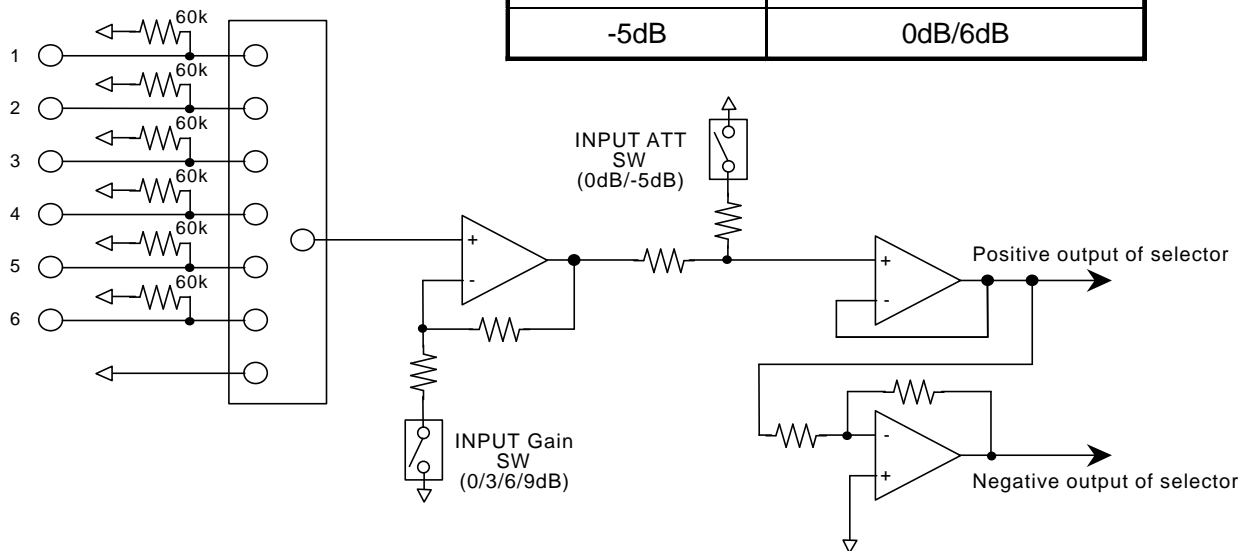 -5dB 0dB/6dB
60k
1
60k
2
60k
3
60k
4
60k
5
60k
6
INPUT ATT
SW
(0dB/-5dB)
+
-
INPUT Gain
SW
(0/3/6/9dB)
+
-
Positive output of selector
-
+
Negative output of selector